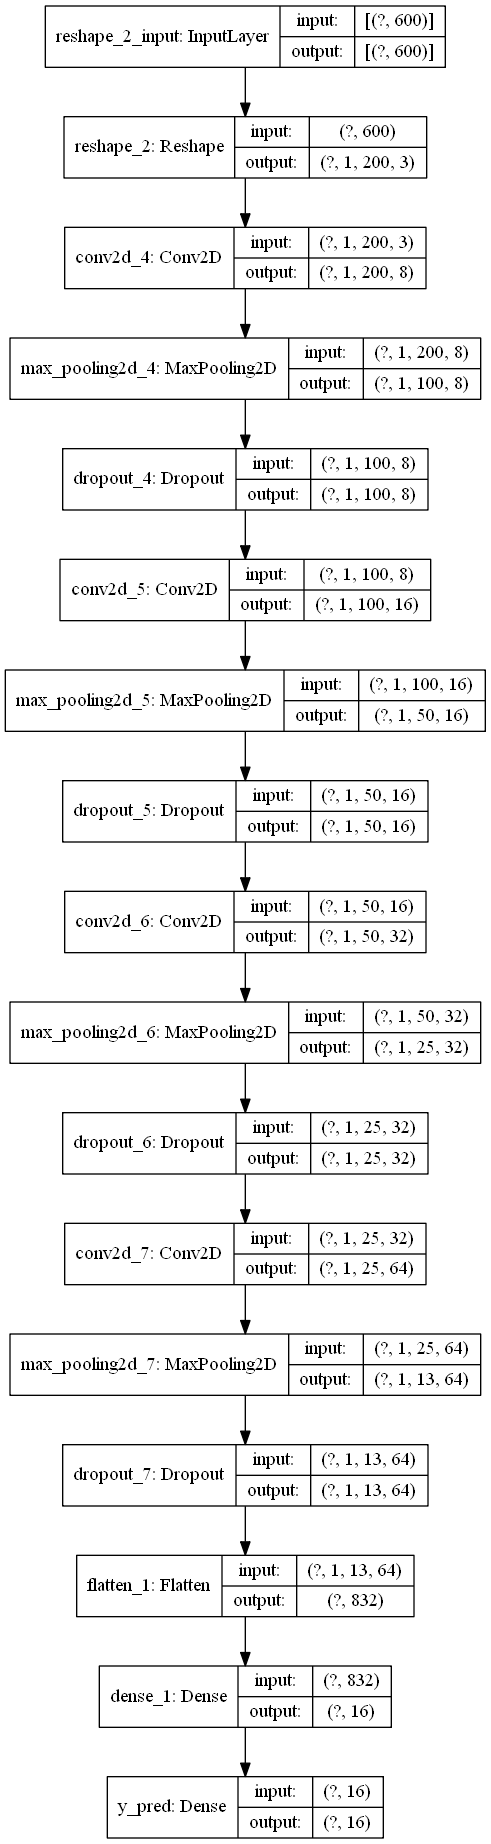 reshape_2_input: InputLayer
input: [(?, 600)]
output: [(?, 600)]
reshape_2: Reshape
input: (?, 600)
output: (?, 1, 200, 3)
conv2d_4: Conv2D
input: (?, 1, 200, 3)
output: (?, 1, 200, 8)
max_pooling2d_4: MaxPooling2D
input: (?, 1, 200, 8)
output: (?, 1, 100, 8)
dropout_4: Dropout
input: (?, 1, 100, 8)
output: (?, 1, 100, 8)
conv2d_5: Conv2D
input: (?, 1, 100, 8)
output: (?, 1, 100, 16)
max_pooling2d_5: MaxPooling2D
input: (?, 1, 100, 16)
output: (?, 1, 50, 16)
dropout_5: Dropout
input: (?, 1, 50, 16)
output: (?, 1, 50, 16)
conv2d_6: Conv2D
input: (?, 1, 50, 16)
output: (?, 1, 50, 32)
max_pooling2d_6: MaxPooling2D
input: (?, 1, 50, 32)
output: (?, 1, 25, 32)
dropout_6: Dropout
input: (?, 1, 25, 32)
output: (?, 1, 25, 32)
conv2d_7: Conv2D
input: (?, 1, 25, 32)
output: (?, 1, 25, 64)
max_pooling2d_7: MaxPooling2D
input: (?, 1, 25, 64)
output: (?, 1, 13, 64)
dropout_7: Dropout
input: (?, 1, 13, 64)
output: (?, 1, 13, 64)
flatten_1: Flatten
input: (?, 1, 13, 64)
output: (?, 832)
dense_1: Dense
input: (?, 832)
output: (?, 16)
y_pred: Dense
input: (?, 16)
output: (?, 16)